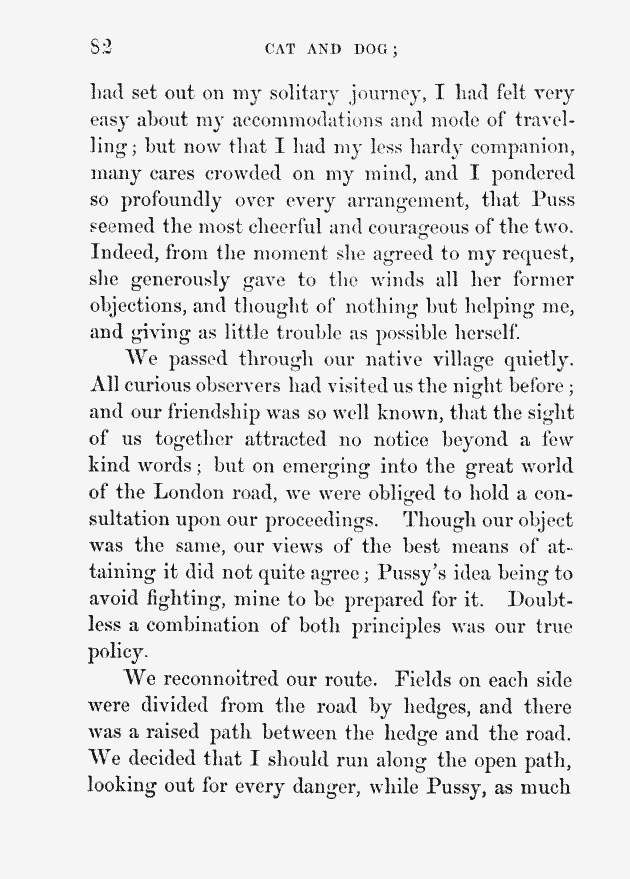 82 CAT AND DOG;
had set out on my solitary journey, I had felt very
easy about my accommodations and mode of travel-
ling; but now that I had my less hardy companion,
many cares crowded on my mind, and I pondered
so profoundly over every arrangement, that Puss
seemed the most cheerful and courageous of the two.
Indeed, from the moment she agreed to my request,
she generously gave to the winds all her former
objections, and thought of nothing but helping me,
and giving as little trouble as possible herself.
We passed through our native village quietly.
All curious observers had visited us the night before;
and our friendship was so well known, that the sight
of us together attracted no notice beyond a few
kind words; but on emerging into the great world
of the London road, we were obliged to hold a con-
sultation upon our proceedings. Though our object
was the same, our views of the best means of at-
taining it did not quite agree; Pussy's idea being to
avoid fighting, mine to be prepared for it. Doubt-
less a combination of both principles was our true
policy.
We reconnoitred our route. Fields on each side
were divided from the road by hedges, and there
was a raised path between the hedge and the road.
We decided that I should run along the open path,
looking out for every danger, while Pussy, as much